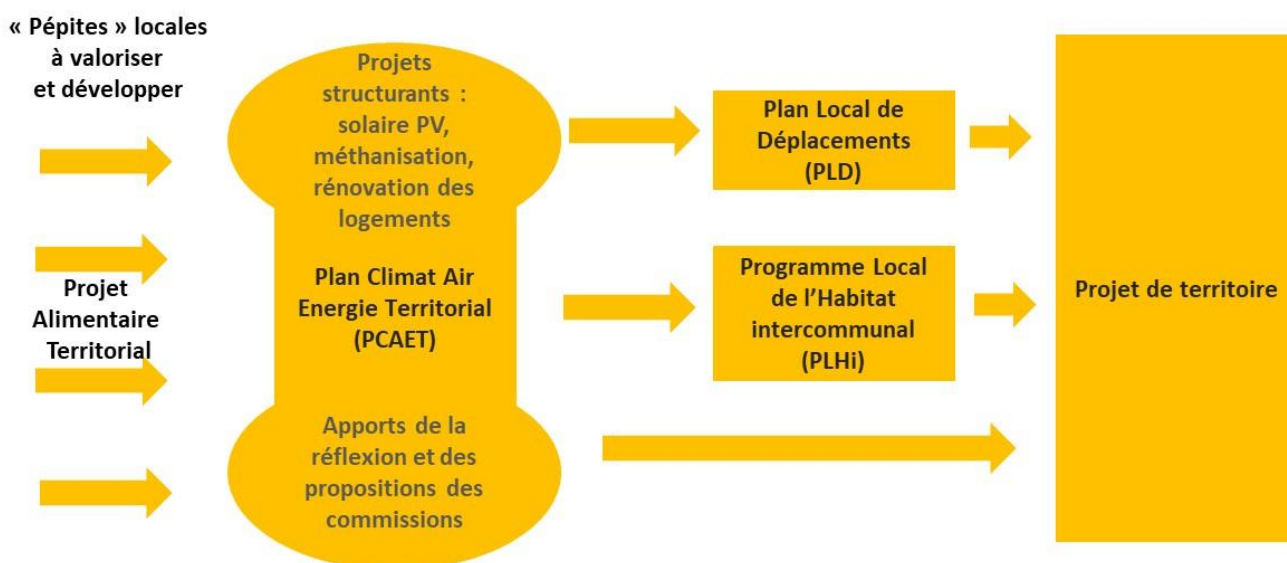 « Pépites » locales
à valoriser
et développer
Projet
Alimentaire
Territorial
Projets
structurants :
solaire PV,
méthanisation,
rénovation des
logements
Plan Climat Air
Energie Territorial
(PCAET)
Apports de la
réflexion et des
propositions des
commissions
Plan Local de
Déplacements
(PLD)
Programme Local
de l’Habitat
intercommunal
(PLHi)
Projet de territoire